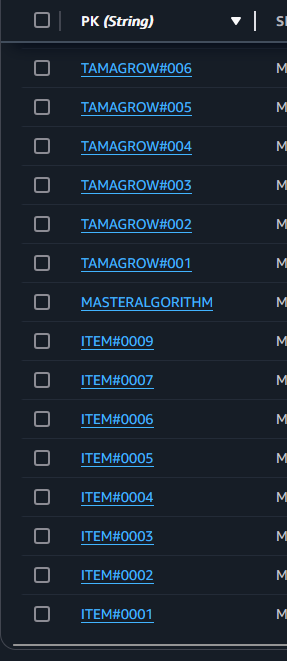 PK (String)
TAMAGROW#006
TAMAGROW#005
TAMAGROW#004
TAMAGROW#003
TAMAGROW#002
TAMAGROW#001
MASTERALGORITHM
ITEM#0009
ITEM#0007
ITEM#0006
ITEM#0005
ITEM#0004
ITEM#0003
ITEM#0002
ITEM#0001